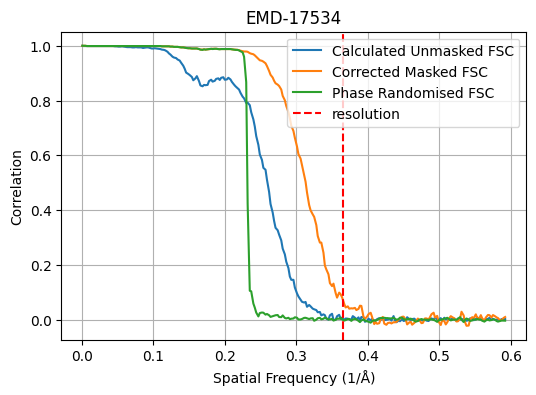 EMD-17534
Calculated Unmasked FSC
Corrected Masked FSC
Phase Randomised FSC
resolution
Correlation
1.0
0.8
0.6
0.4
0.2
0.0
0.0 0.1 0.2 0.3 0.4 0.5 0.6
Spatial Frequency (1/Å)